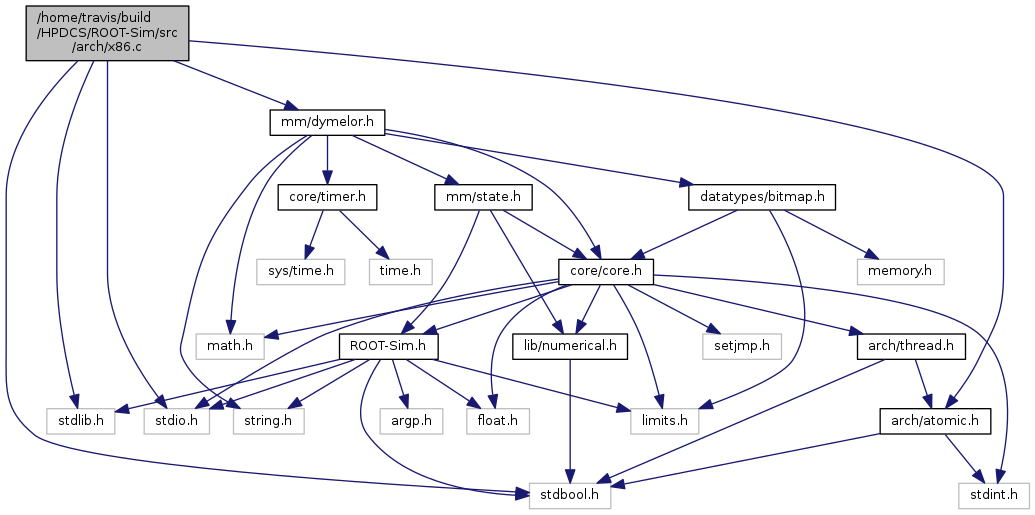 /home/travis/build
/HPDCS/ROOT-Sim/src
/arch/x86.c
mm/dymelor.h
core/timer.h
mm/state.h
datatypes/bitmap.h
sys/time.h
time.h
core/core.h
memory.h
math.h
ROOT-Sim.h
lib/numerical.h
setjmp.h
arch/thread.h
stdlib.h
stdio.h
string.h
argp.h
float.h
limits.h
arch/atomic.h
stdbool.h
stdint.h